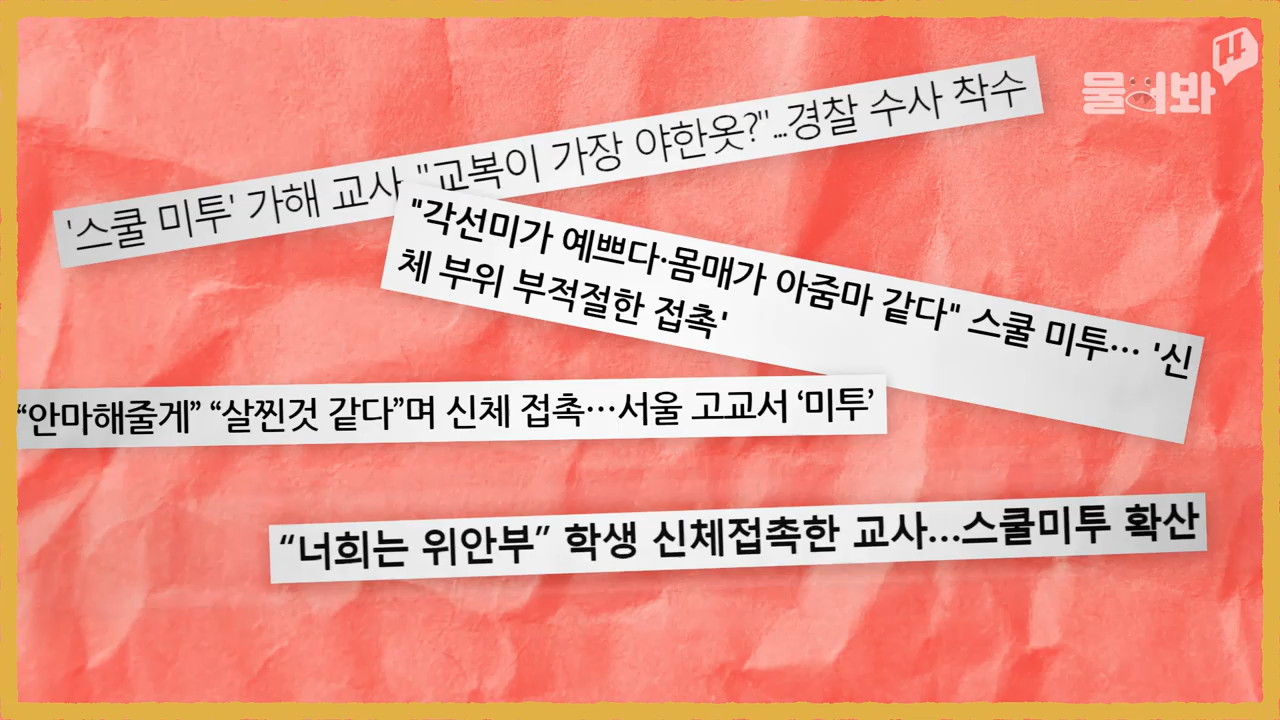 물어봐
'스쿨 미투' 가해 교사 "교복이 가장 야한옷?"...경찰 수사 착수
"각선미가 예쁘다·몸매가 아줌마 같다" 스쿨 미투… '신
체 부위 부적절한 접촉'
“안마해줄게” “살찐것 같다”며 신체 접촉…서울 고교서 ‘미투’
“너희는 위안부” 학생 신체접촉한 교사…스쿨미투 확산